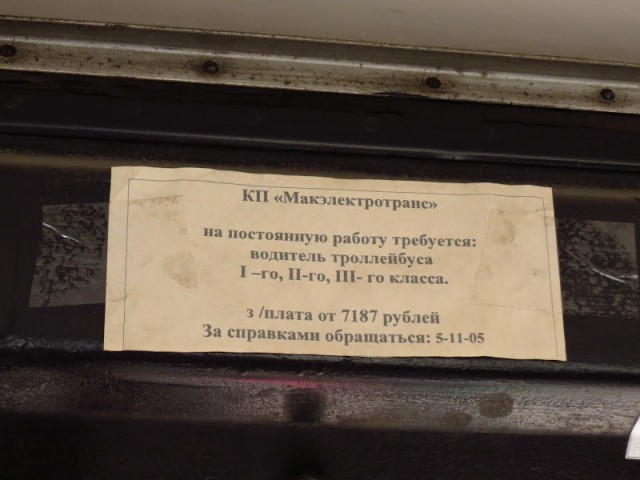 КП «Макэлектротранс»
на постоянную работу требуется:
водитель троллейбуса
I –го, II-го, III- го класса.
з /плата от 7187 рублей
За справками обращаться: 5-11-05